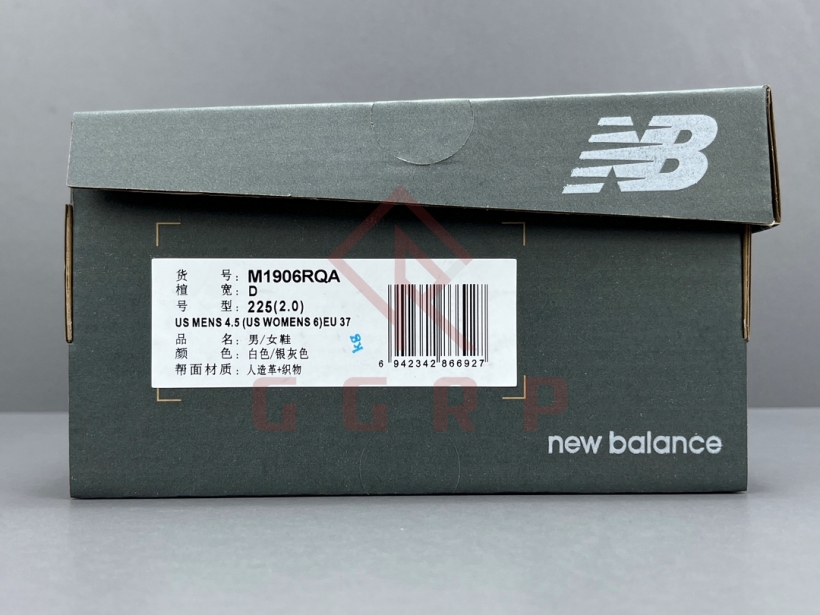 NB
货 号: M1906RQA
楦 宽: D
号 型: 225(2.0)
US MENS 4.5 (US WOMENS 6)EU 37
品 名: 男/女鞋
颜 色: 白色/银灰色
帮面材质: 人造革+织物
6 942342 866927
GGRP
new balance